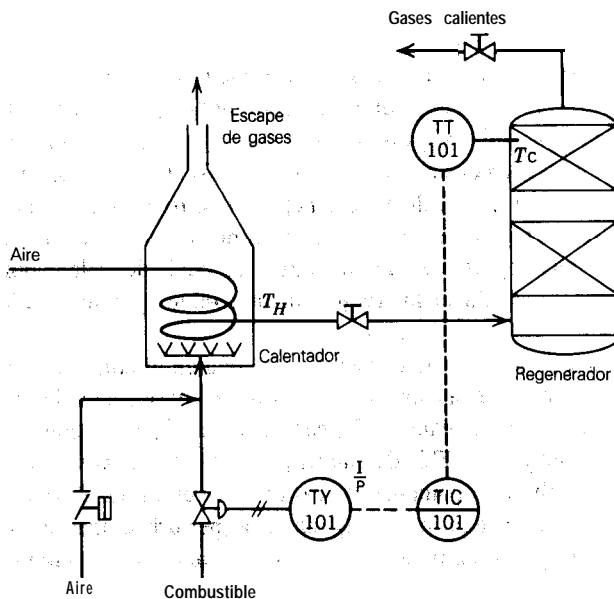 Gases calientes
Escape
de gases
TT
101
Tc
Aire
TH
Calentador
Regenerador
I
P
TY
101
TIC
101
Aire
Combustible